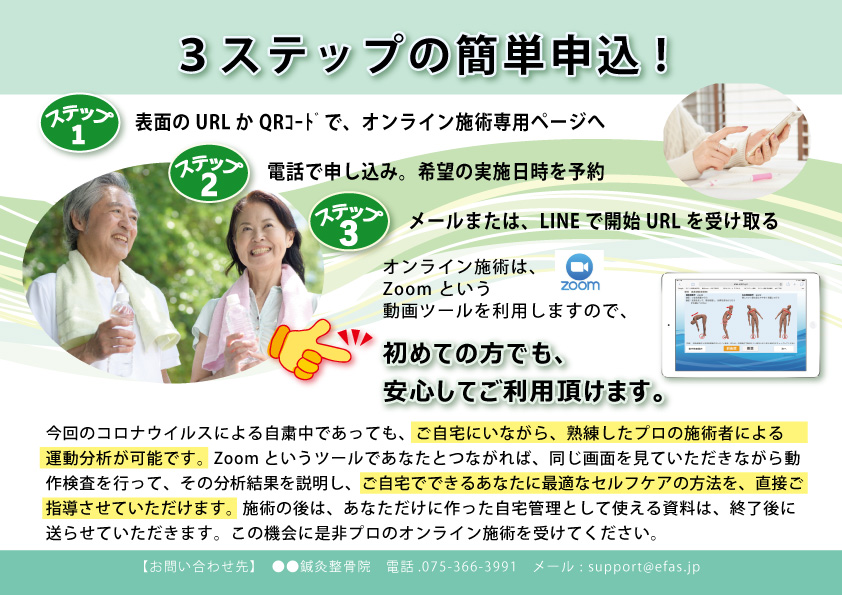 3ステップの簡単申込！
ステップ
1
表面のURLかQRｺｰﾄﾞで、オンライン施術専用ページへ
ステップ
2
電話で申し込み。希望の実施日時を予約
ステップ
3
メールまたは、LINEで開始URLを受け取る
オンライン施術は、
Zoomという
動画ツールを利用しますので、
zoom
初めての方でも、
安心してご利用頂けます。
今回のコロナウイルスによる自粛中であっても、ご自宅にいながら、熟練したプロの施術者による
運動分析が可能です。Zoomというツールであなたとつながれば、同じ画面を見ていただきながら動
作検査を行って、その分析結果を説明し、ご自宅でできるあなたに最適なセルフケアの方法を、直接ご
指導させていただけます。施術の後は、あなただけに作った自宅管理として使える資料は、終了後に
送らせていただきます。この機会に是非プロのオンライン施術を受けてください。
【お問い合わせ先】　●●鍼灸整骨院　電話.075-366-3991　メール：support@efas.jp